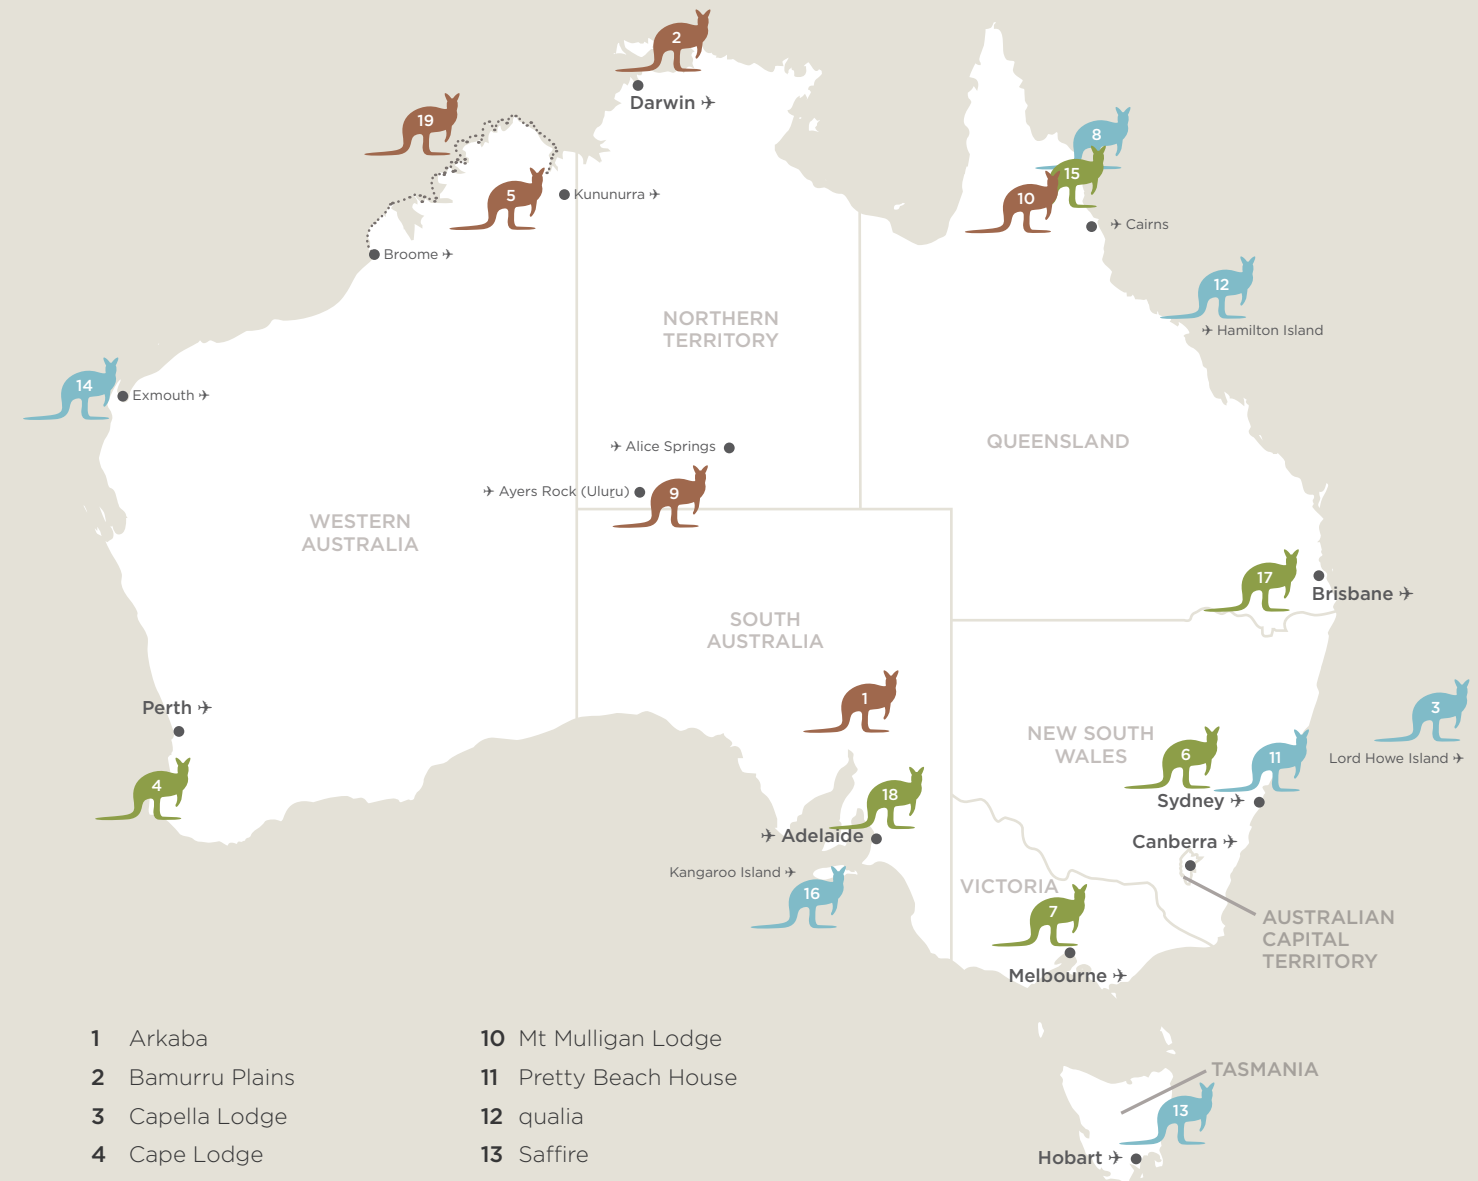 2
Darwin ✈
19
8
15
5
Kununurra ✈
10
✈ Cairns
Broome ✈
12
✈ Hamilton Island
NORTHERN
TERRITORY
14
Exmouth ✈
✈ Alice Springs
QUEENSLAND
✈ Ayers Rock (Uluṟu)
9
WESTERN
AUSTRALIA
17
Brisbane ✈
SOUTH
AUSTRALIA
1
Perth ✈
3
NEW SOUTH
WALES
6
11
Lord Howe Island ✈
4
18
Sydney ✈
✈ Adelaide
Canberra ✈
Kangaroo Island ✈
16
VICTORIA
7
AUSTRALIAN
CAPITAL
TERRITORY
Melbourne ✈
1 Arkaba
2 Bamurru Plains
3 Capella Lodge
4 Cape Lodge
10 Mt Mulligan Lodge
11 Pretty Beach House
12 qualia
13 Saffire
TASMANIA
13
Hobart ✈